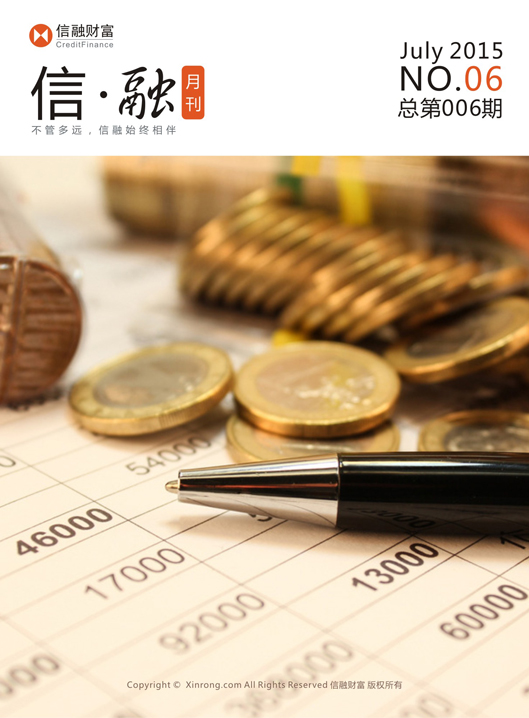 信融财富
CreditFinance
信·融
月刊
不管多远，信融始终相伴
July 2015
NO.06
总第006期
54000
46000
17000
13000
92000
60000
36000
Copyright © Xinrong.com All Rights Reserved 信融财富 版权所有